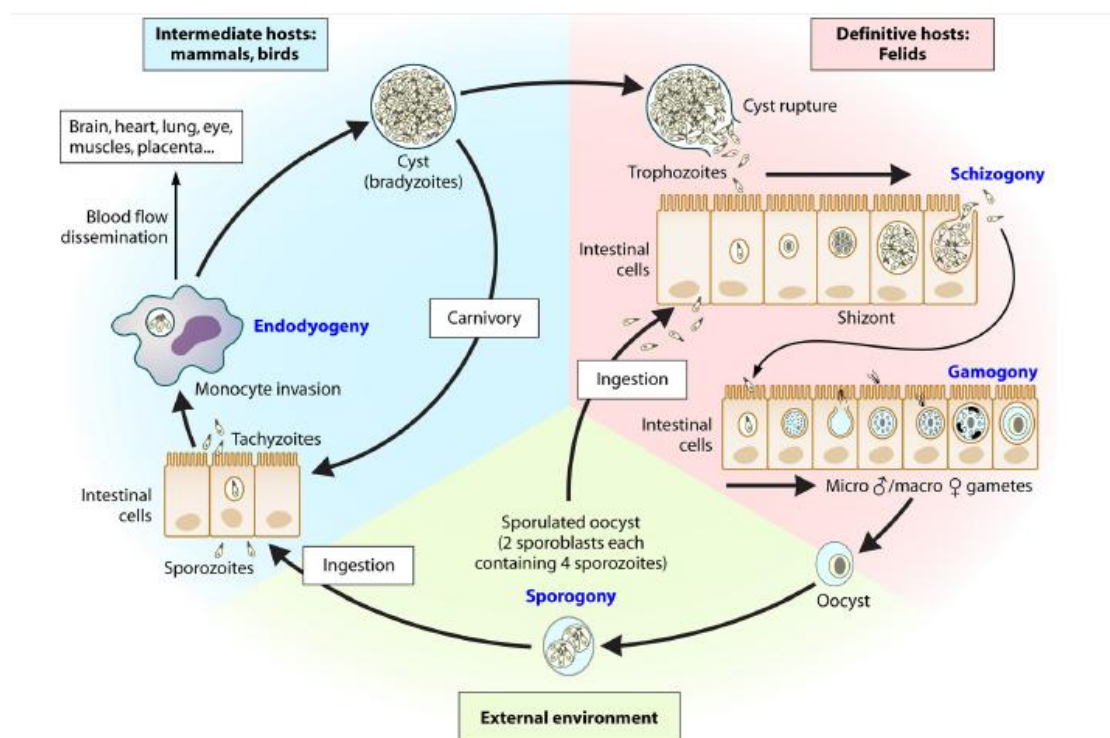 Intermediate hosts:
mammals, birds
Definitive hosts:
Felids
Brain, heart, lung, eye,
muscles, placenta...
Cyst
(bradyzoites)
Cyst rupture
Trophozoites
Schizogony
Blood flow
dissemination
Intestinal
cells
Shizont
Endodyogeny
Carnivory
Monocyte invasion
Ingestion
Gamogony
Tachyzoites
Intestinal
cells
Micro ♂/macro ♀ gametes
Intestinal
cells
Sporozoites
Ingestion
Sporulated oocyst
(2 sporoblasts each
containing 4 sporozoites)
Sporogony
Oocyst
External environment